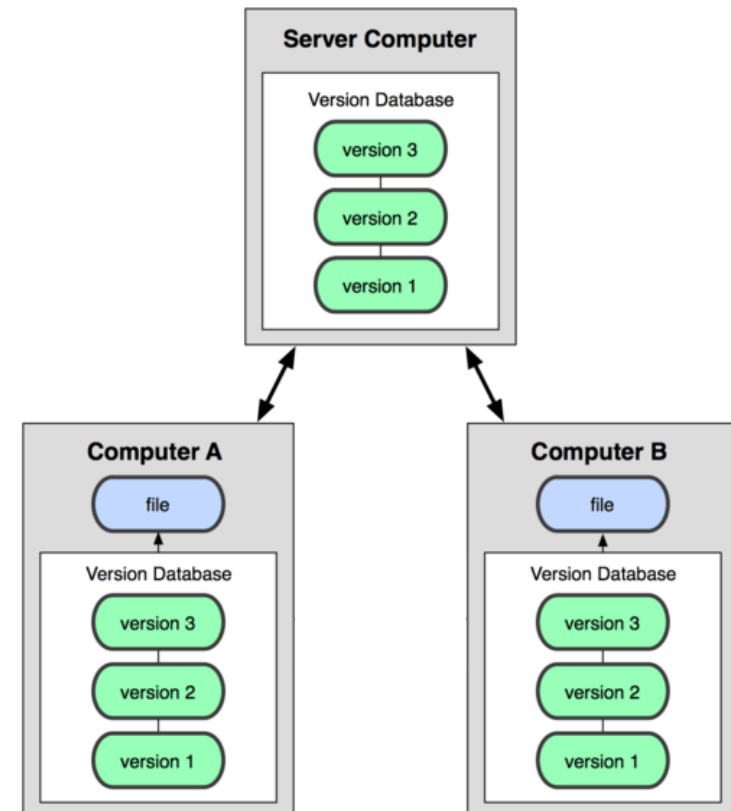 Server Computer
Version Database
version 3
version 2
version 1
Computer A
file
Version Database
version 3
version 2
version 1
Computer B
file
Version Database
version 3
version 2
version 1